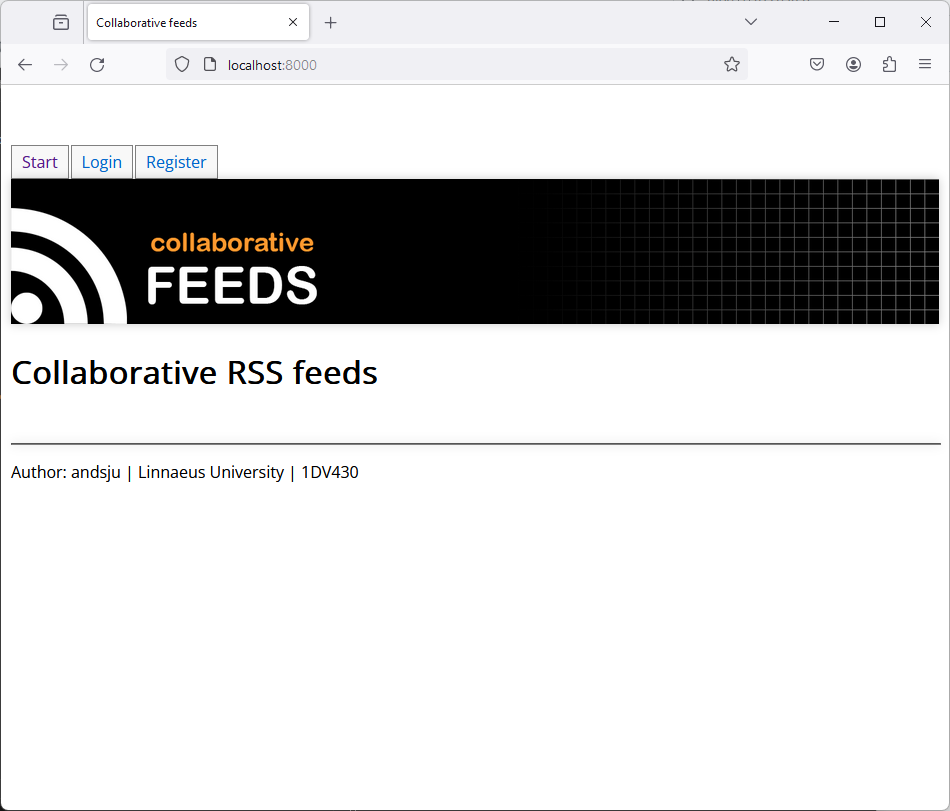 Collaborative feeds
localhost:8000
Start Login Register
collaborative
FEEDS
Collaborative RSS feeds
Author: andsju | Linnaeus University | 1DV430